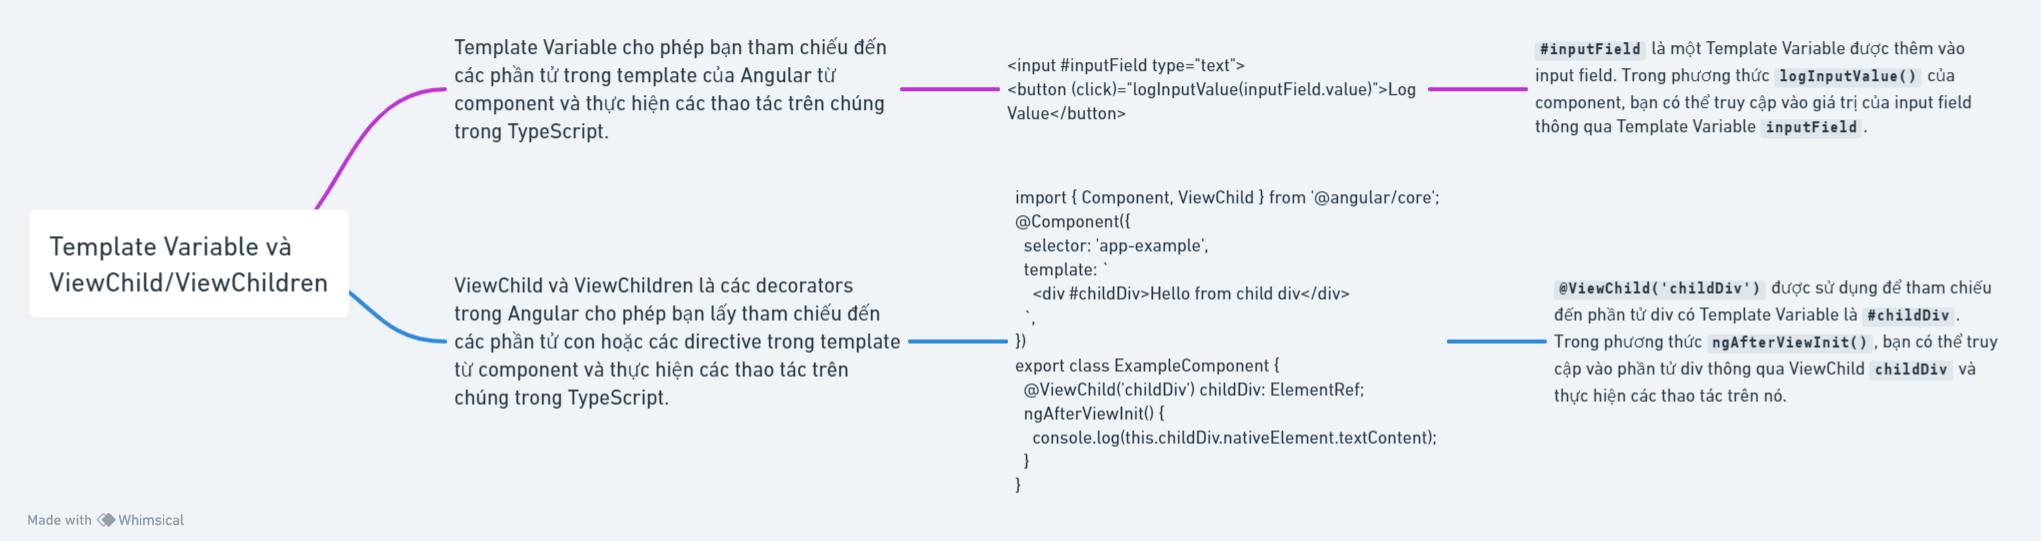 Template Variable và
ViewChild/ViewChildren
Template Variable cho phép bạn tham chiếu đến
các phần tử trong template của Angular từ
component và thực hiện các thao tác trên chúng
trong TypeScript.
<input #inputField type="text">
<button (click)="logInputValue(inputField.value)">Log
Value</button>
#inputField là một Template Variable được thêm vào
input field. Trong phương thức logInputValue() của
component, bạn có thể truy cập vào giá trị của input field
thông qua Template Variable inputField.
ViewChild và ViewChildren là các decorators
trong Angular cho phép bạn lấy tham chiếu đến
các phần tử con hoặc các directive trong template
từ component và thực hiện các thao tác trên
chúng trong TypeScript.
import { Component, ViewChild } from '@angular/core';
@Component({
  selector: 'app-example',
  template: `
    <div #childDiv>Hello from child div</div>
  `,
})
export class ExampleComponent {
  @ViewChild('childDiv') childDiv: ElementRef;
  ngAfterViewInit() {
    console.log(this.childDiv.nativeElement.textContent);
  }
}
@ViewChild('childDiv') được sử dụng để tham chiếu
đến phần tử div có Template Variable là #childDiv.
Trong phương thức ngAfterViewInit(), bạn có thể truy
cập vào phần tử div thông qua ViewChild childDiv và
thực hiện các thao tác trên nó.
Made with Whimsical